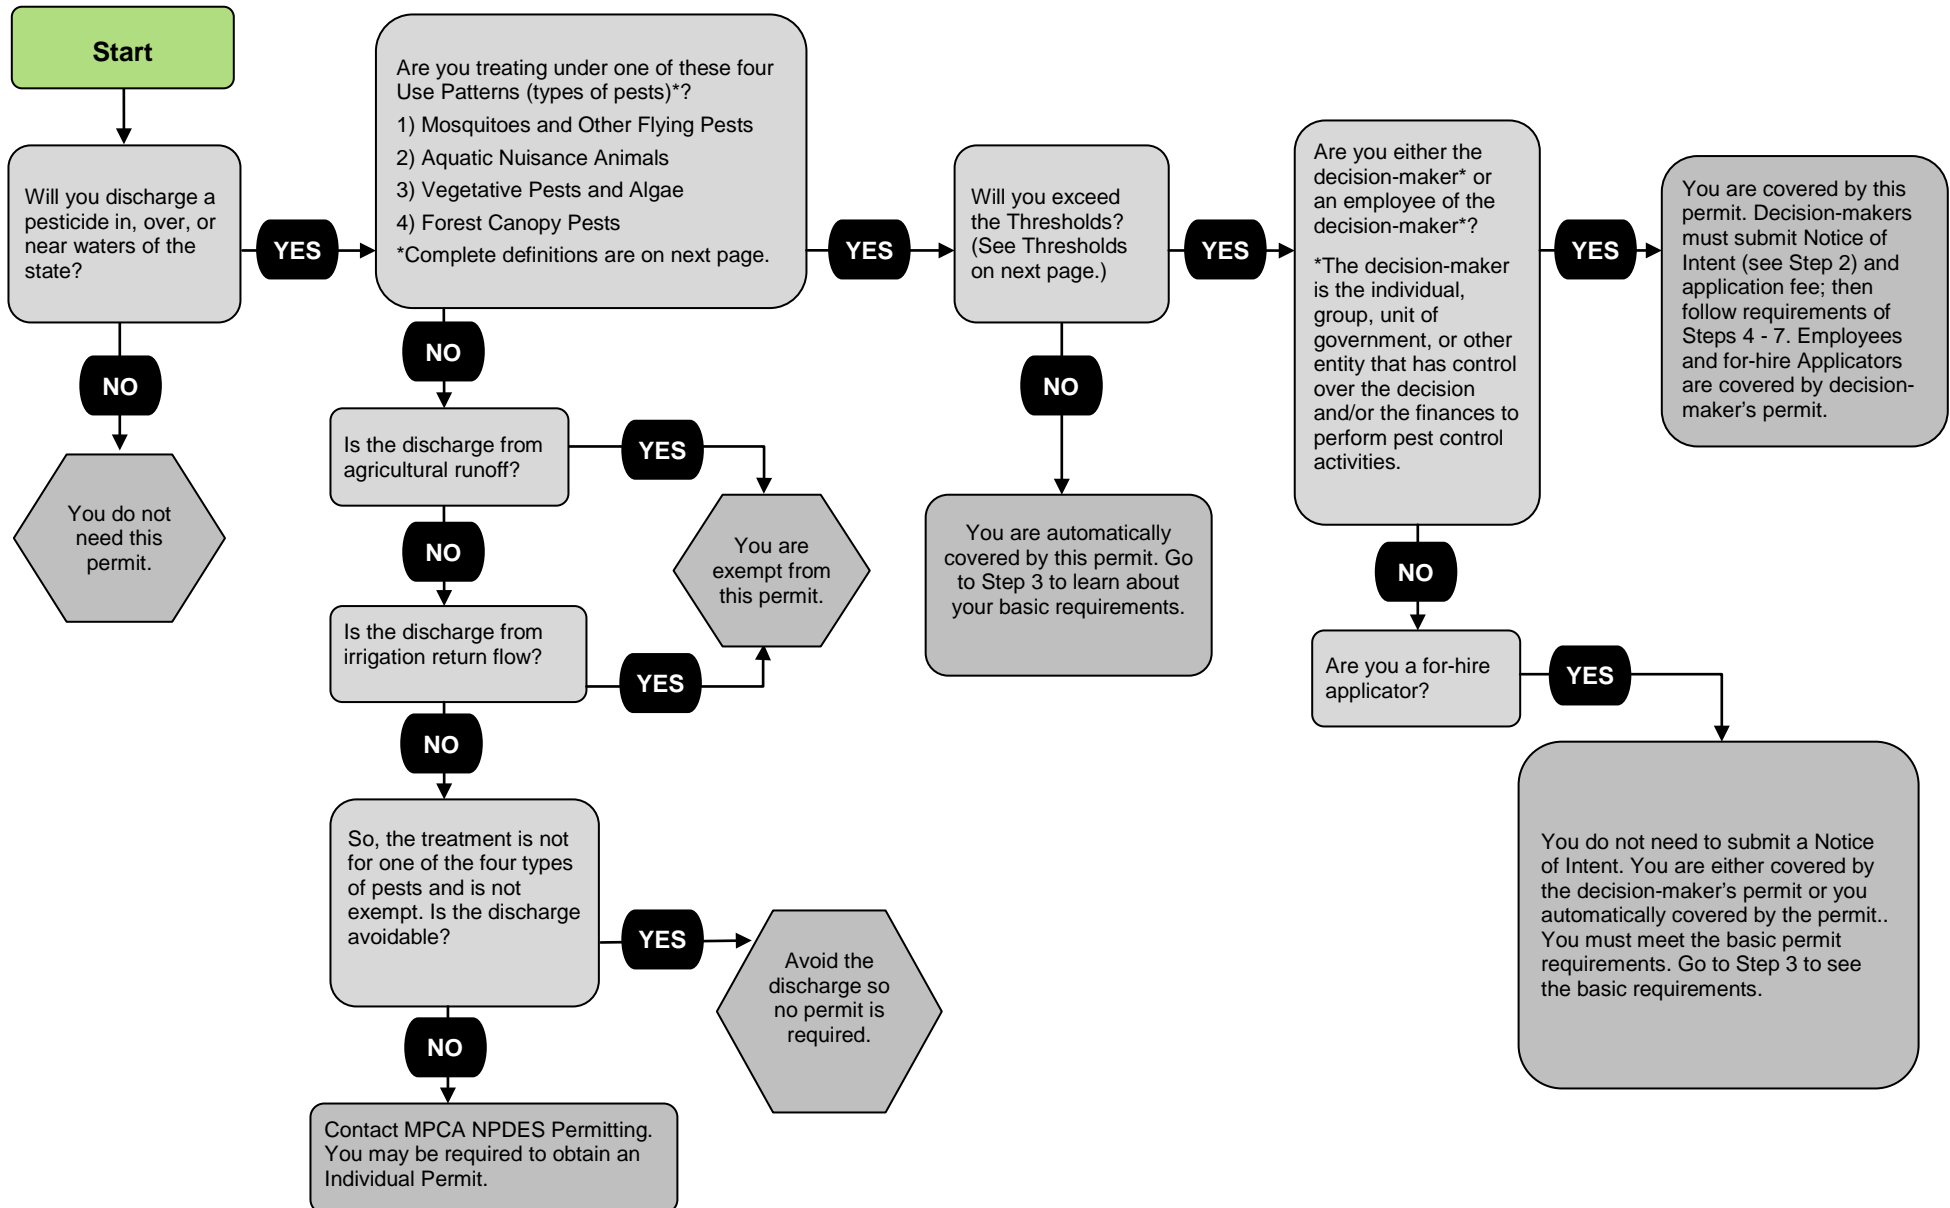 Start
Will you discharge a
pesticide in, over, or
near waters of the
state?
YES
NO
You do not
need this
permit.
Are you treating under one of these four
Use Patterns (types of pests)*?
1) Mosquitoes and Other Flying Pests
2) Aquatic Nuisance Animals
3) Vegetative Pests and Algae
4) Forest Canopy Pests
*Complete definitions are on next page.
YES
NO
Is the discharge from
agricultural runoff?
YES
NO
You are
exempt from
this permit.
Is the discharge from
irrigation return flow?
YES
NO
So, the treatment is not
for one of the four types
of pests and is not
exempt. Is the discharge
avoidable?
YES
Avoid the
discharge so
no permit is
required.
NO
Contact MPCA NPDES Permitting.
You may be required to obtain an
Individual Permit.
Will you exceed
the Thresholds?
(See Thresholds
on next page.)
YES
NO
You are automatically
covered by this permit. Go
to Step 3 to learn about
your basic requirements.
Are you either the
decision-maker* or
an employee of the
decision-maker*?
*The decision-maker
is the individual,
group, unit of
government, or other
entity that has control
over the decision
and/or the finances to
perform pest control
activities.
YES
You are covered by this
permit. Decision-makers
must submit Notice of
Intent (see Step 2) and
application fee; then
follow requirements of
Steps 4 - 7. Employees
and for-hire Applicators
are covered by decision-
maker’s permit.
NO
Are you a for-hire
applicator?
YES
You do not need to submit a Notice
of Intent. You are either covered by
the decision-maker’s permit or you
automatically covered by the permit..
You must meet the basic permit
requirements. Go to Step 3 to see
the basic requirements.